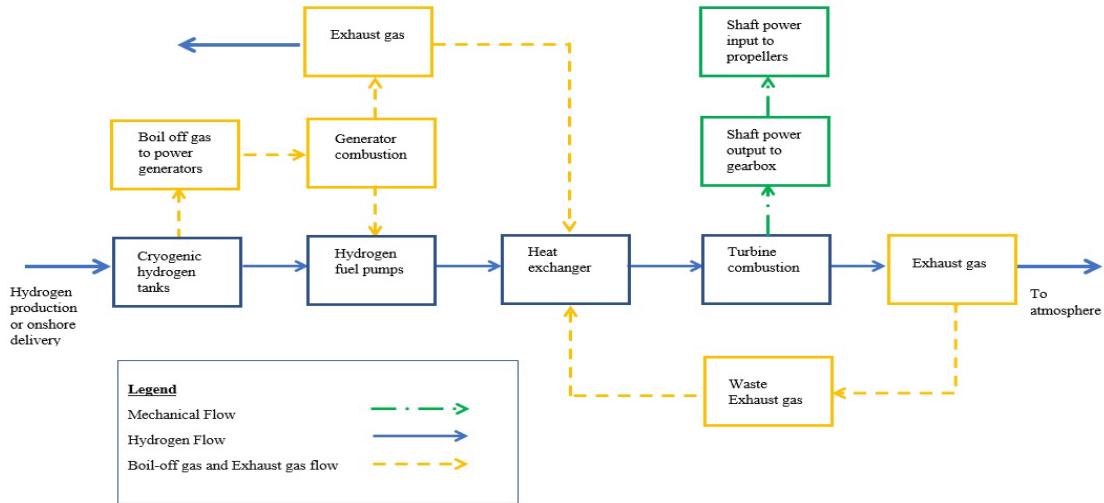 Exhaust gas
Shaft power
input to
propellers
Boil off gas
to power
generators
Generator
combustion
Shaft power
output to
gearbox
Cryogenic
hydrogen
tanks
Hydrogen
fuel pumps
Heat
exchanger
Turbine
combustion
Exhaust gas
Hydrogen
production
or onshore
delivery
To
atmosphere
Waste
Exhaust gas
Legend
Mechanical Flow
Hydrogen Flow
Boil-off gas and Exhaust gas flow